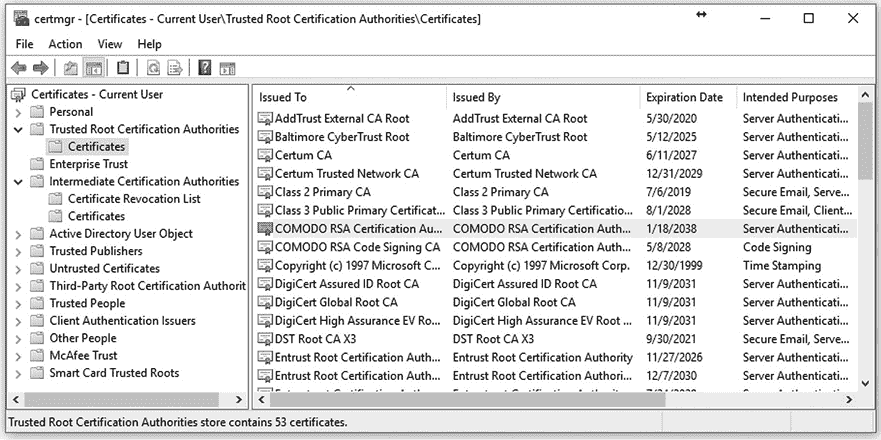 certmgr - [Certificates - Current User\Trusted Root Certification Authorities\Certificates]
File Action View Help
Certificates - Current User
Personal
Trusted Root Certification Authorities
Certificates
Enterprise Trust
Intermediate Certification Authorities
Certificate Revocation List
Certificates
Active Directory User Object
Trusted Publishers
Untrusted Certificates
Third-Party Root Certification Authorit
Trusted People
Client Authentication Issuers
Other People
McAfee Trust
Smart Card Trusted Roots
Issued To Issued By Expiration Date Intended Purposes
AddTrust External CA Root AddTrust External CA Root 5/30/2020 Server Authenticati...
Baltimore CyberTrust Root Baltimore CyberTrust Root 5/12/2025 Server Authenticati...
Certum CA Certum CA 6/11/2027 Server Authenticati...
Certum Trusted Network CA Certum Trusted Network CA 12/31/2029 Server Authenticati...
Class 2 Primary CA Class 2 Primary CA 7/6/2019 Secure Email, Serve...
Class 3 Public Primary Certificat... Class 3 Public Primary Certificatio... 8/1/2028 Secure Email, Client...
COMODO RSA Certification Au... COMODO RSA Certification Auth... 1/18/2038 Server Authenticati...
COMODO RSA Code Signing CA COMODO RSA Certification Auth... 5/8/2028 Code Signing
Copyright (c) 1997 Microsoft C... Copyright (c) 1997 Microsoft Corp. 12/30/1999 Time Stamping
DigiCert Assured ID Root CA DigiCert Assured ID Root CA 11/9/2031 Server Authenticati...
DigiCert Global Root CA DigiCert Global Root CA 11/9/2031 Server Authenticati...
DigiCert High Assurance EV Ro... DigiCert High Assurance EV Root ... 11/9/2031 Server Authenticati...
DST Root CA X3 DST Root CA X3 9/30/2021 Secure Email, Serve...
Entrust Root Certification Auth... Entrust Root Certification Authority 11/27/2026 Server Authenticati...
Entrust Root Certification Auth... Entrust Root Certification Authori... 12/7/2030 Server Authenticati...
Trusted Root Certification Authorities store contains 53 certificates.